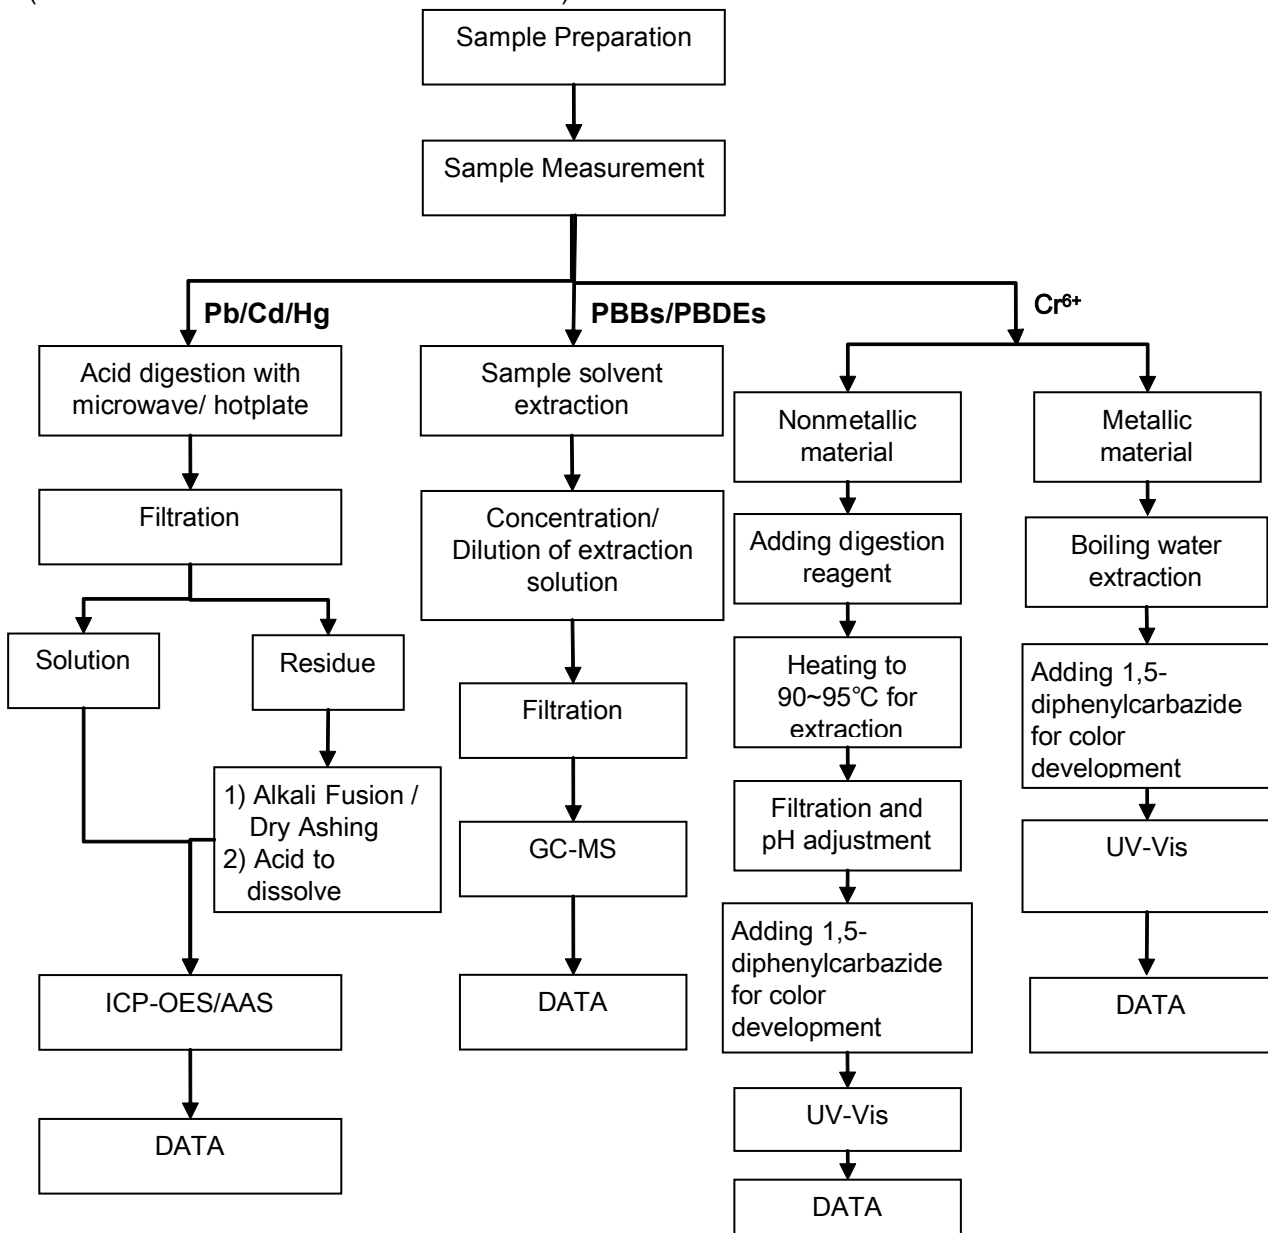 Sample Preparation
Sample Measurement
Pb/Cd/Hg
PBBs/PBDEs
Cr⁶⁺
Acid digestion with
microwave/ hotplate
Filtration
Solution
Residue
1) Alkali Fusion /
Dry Ashing
2) Acid to
dissolve
ICP-OES/AAS
DATA
Sample solvent
extraction
Concentration/
Dilution of extraction
solution
Filtration
GC-MS
DATA
Nonmetallic
material
Adding digestion
reagent
Heating to
90~95℃ for
extraction
Filtration and
pH adjustment
Adding 1,5-
diphenylcarbazide
for color
development
UV-Vis
DATA
Metallic
material
Boiling water
extraction
Adding 1,5-
diphenylcarbazide
for color
development
UV-Vis
DATA